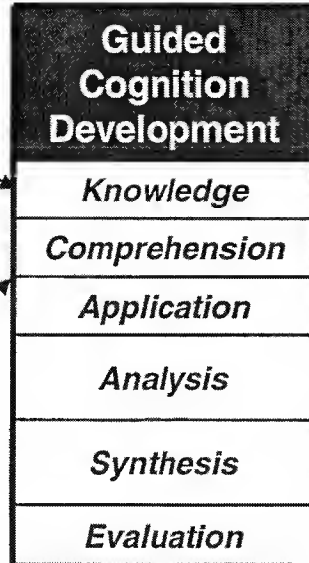 Guided
Cognition
Development
Knowledge
Comprehension
Application
Analysis
Synthesis
Evaluation